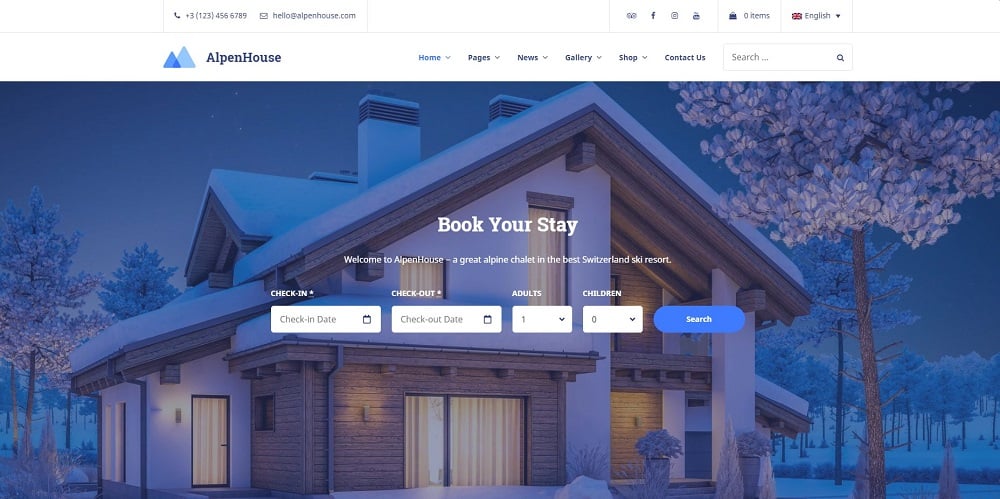 +3 (123) 456 6789 hello@alpenhouse.com 0 items English
AlpenHouse Home Pages News Gallery Shop Contact Us Search ...
Book Your Stay
Welcome to AlpenHouse – a great alpine chalet in the best Switzerland ski resort.
CHECK-IN * CHECK-OUT * ADULTS CHILDREN
Check-in Date Check-out Date 1 0 Search